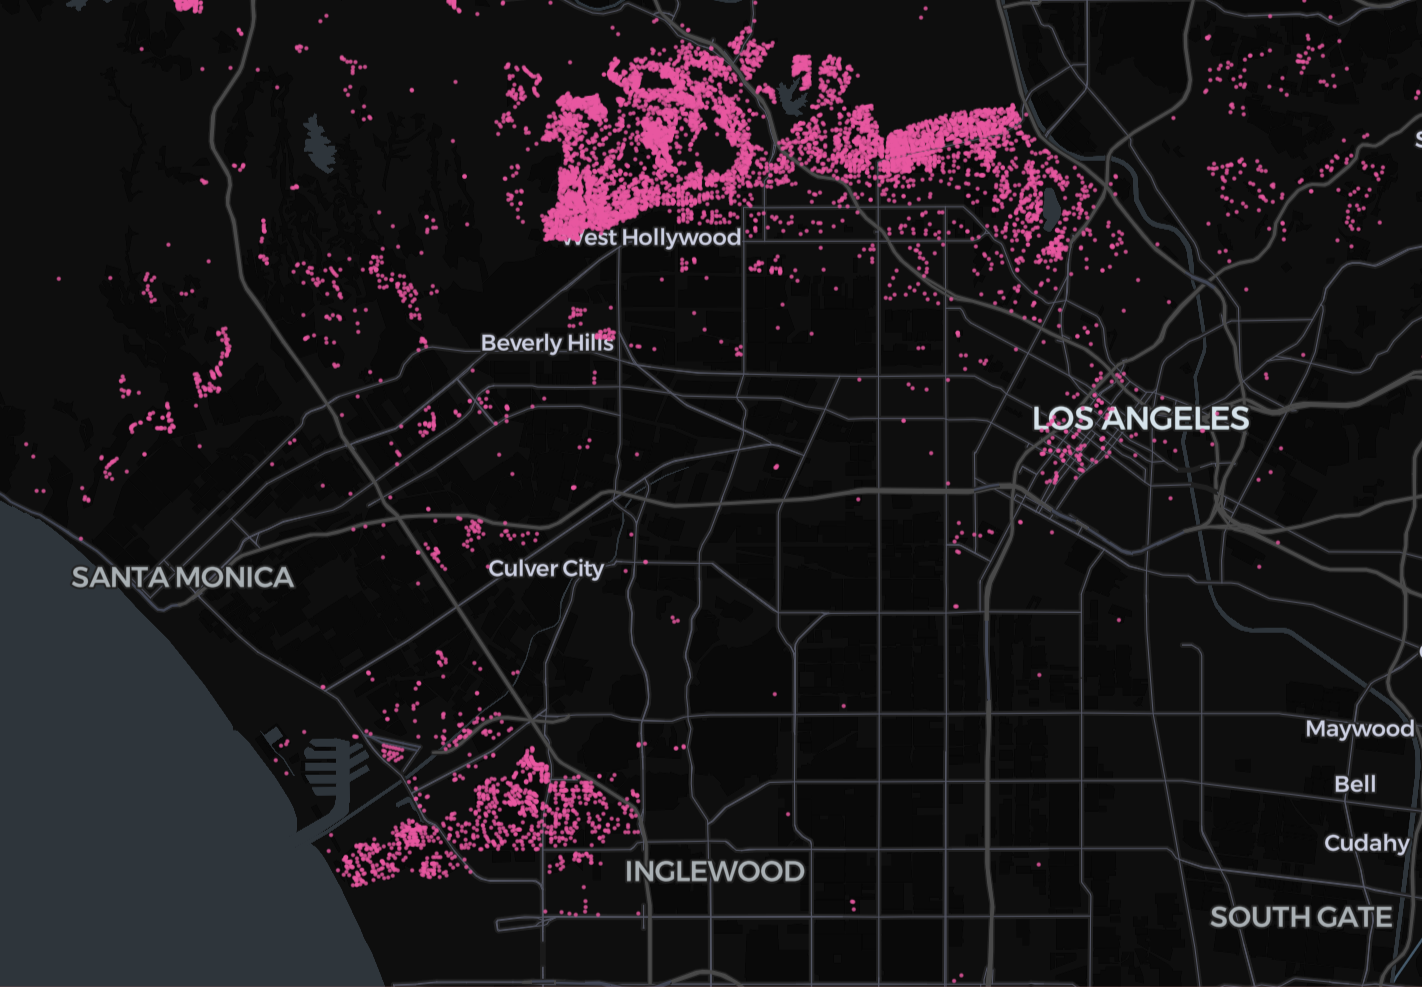 West Hollywood
Beverly Hills
LOS ANGELES
SANTA MONICA
Culver City
Maywood
Bell
Cudahy
INGLEWOOD
SOUTH GATE